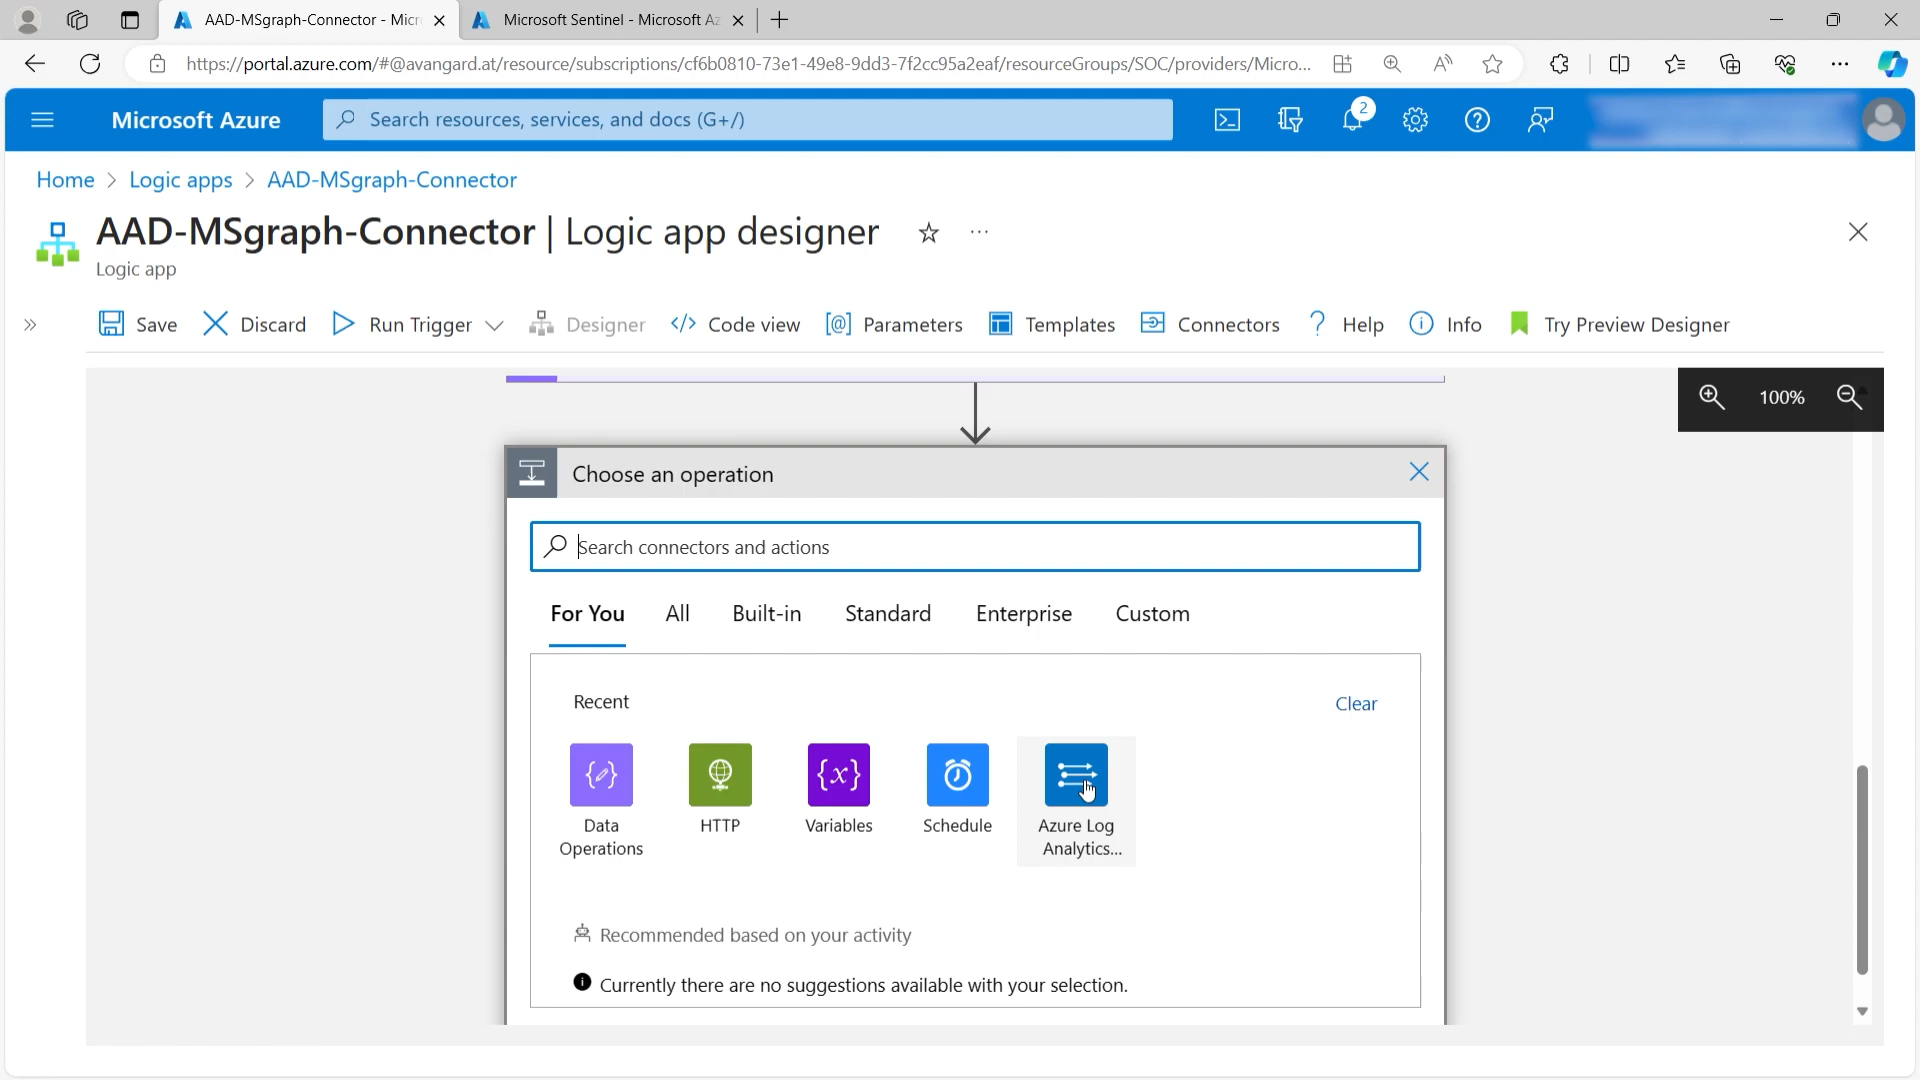 AAD-MSgraph-Connector - Micr
Microsoft Sentinel - Microsoft Az
https://portal.azure.com/#@avangard.at/resource/subscriptions/cf6b0810-73e1-49e8-9dd3-7f2cc95a2eaf/resourceGroups/SOC/providers/Micro...
Microsoft Azure
Search resources, services, and docs (G+/)
2
Home > Logic apps > AAD-MSgraph-Connector
AAD-MSgraph-Connector | Logic app designer
Logic app
Save Discard Run Trigger Designer Code view Parameters Templates Connectors Help Info Try Preview Designer
100%
Choose an operation
Search connectors and actions
For You All Built-in Standard Enterprise Custom
Recent Clear
Data Operations
HTTP
Variables
Schedule
Azure Log Analytics...
Recommended based on your activity
Currently there are no suggestions available with your selection.